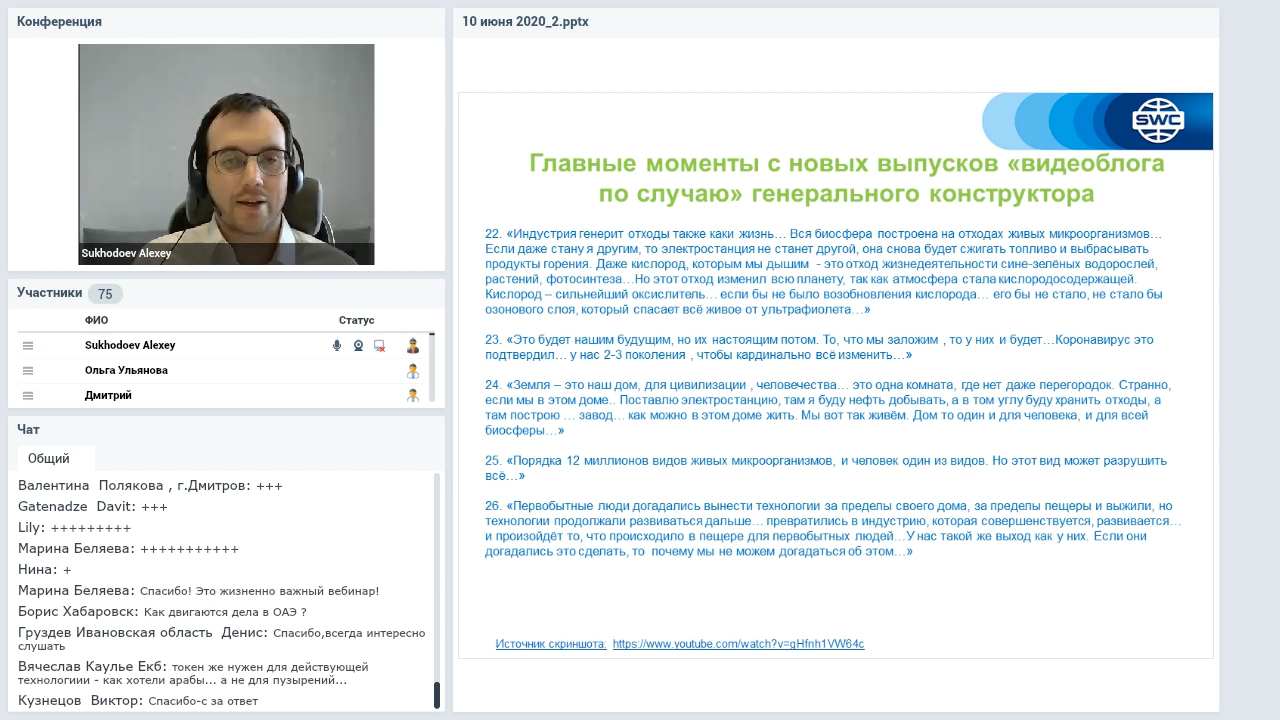 Конференция
Sukhodoev Alexey
Участники 75
ФИО Статус
Sukhodoev Alexey
Ольга Ульянова
Дмитрий
Чат
Общий
Валентина Полякова , г.Дмитров: +++
Gatenadze Davit: +++
Lily: +++++++++
Марина Беляева: +++++++++++
Нина: +
Марина Беляева: Спасибо! Это жизненно важный вебинар!
Борис Хабаровск: Как двигаются дела в ОАЭ ?
Груздев Ивановская область Денис: Спасибо,всегда интересно
слушать
Вячеслав Каулье Екб: токен же нужен для действующей
технологиии - как хотели арабы... а не для пузырений...
Кузнецов Виктор: Спасибо-с за ответ
10 июня 2020_2.pptx
SWC
Главные моменты с новых выпусков «видеоблога
по случаю» генерального конструктора
22. «Индустрия генерит отходы также каки жизнь… Вся биосфера построена на отходах живых микроорганизмов…
Если даже стану я другим, то электростанция не станет другой, она снова будет сжигать топливо и выбрасывать
продукты горения. Даже кислород, которым мы дышим - это отход жизнедеятельности сине-зелёных водорослей,
растений, фотосинтеза…Но этот отход изменил всю планету, так как атмосфера стала кислородосодержащей.
Кислород – сильнейший окислитель… если бы не было возобновления кислорода… его бы не стало, не стало бы
озонового слоя, который спасает всё живое от ультрафиолета…»
23. «Это будет нашим будущим, но их настоящим потом. То, что мы заложим , то у них и будет…Коронавирус это
подтвердил… у нас 2-3 поколения , чтобы кардинально всё изменить…»
24. «Земля – это наш дом, для цивилизации , человечества… это одна комната, где нет даже перегородок. Странно,
если мы в этом доме.. Поставлю электростанцию, там я буду нефть добывать, а в том углу буду хранить отходы, а
там построю … завод… как можно в этом доме жить. Мы вот так живём. Дом то один и для человека, и для всей
биосферы…»
25. «Порядка 12 миллионов видов живых микроорганизмов, и человек один из видов. Но этот вид может разрушить
всё…»
26. «Первобытные люди догадались вынести технологии за пределы своего дома, за пределы пещеры и выжили, но
технологии продолжали развиваться дальше… превратились в индустрию, которая совершенствуется, развивается…
и произойдёт то, что происходило в пещере для первобытных людей…У нас такой же выход как у них. Если они
догадались это сделать, то почему мы не можем догадаться об этом…»
Источник скриншота: https://www.youtube.com/watch?v=gHfnh1VW64c